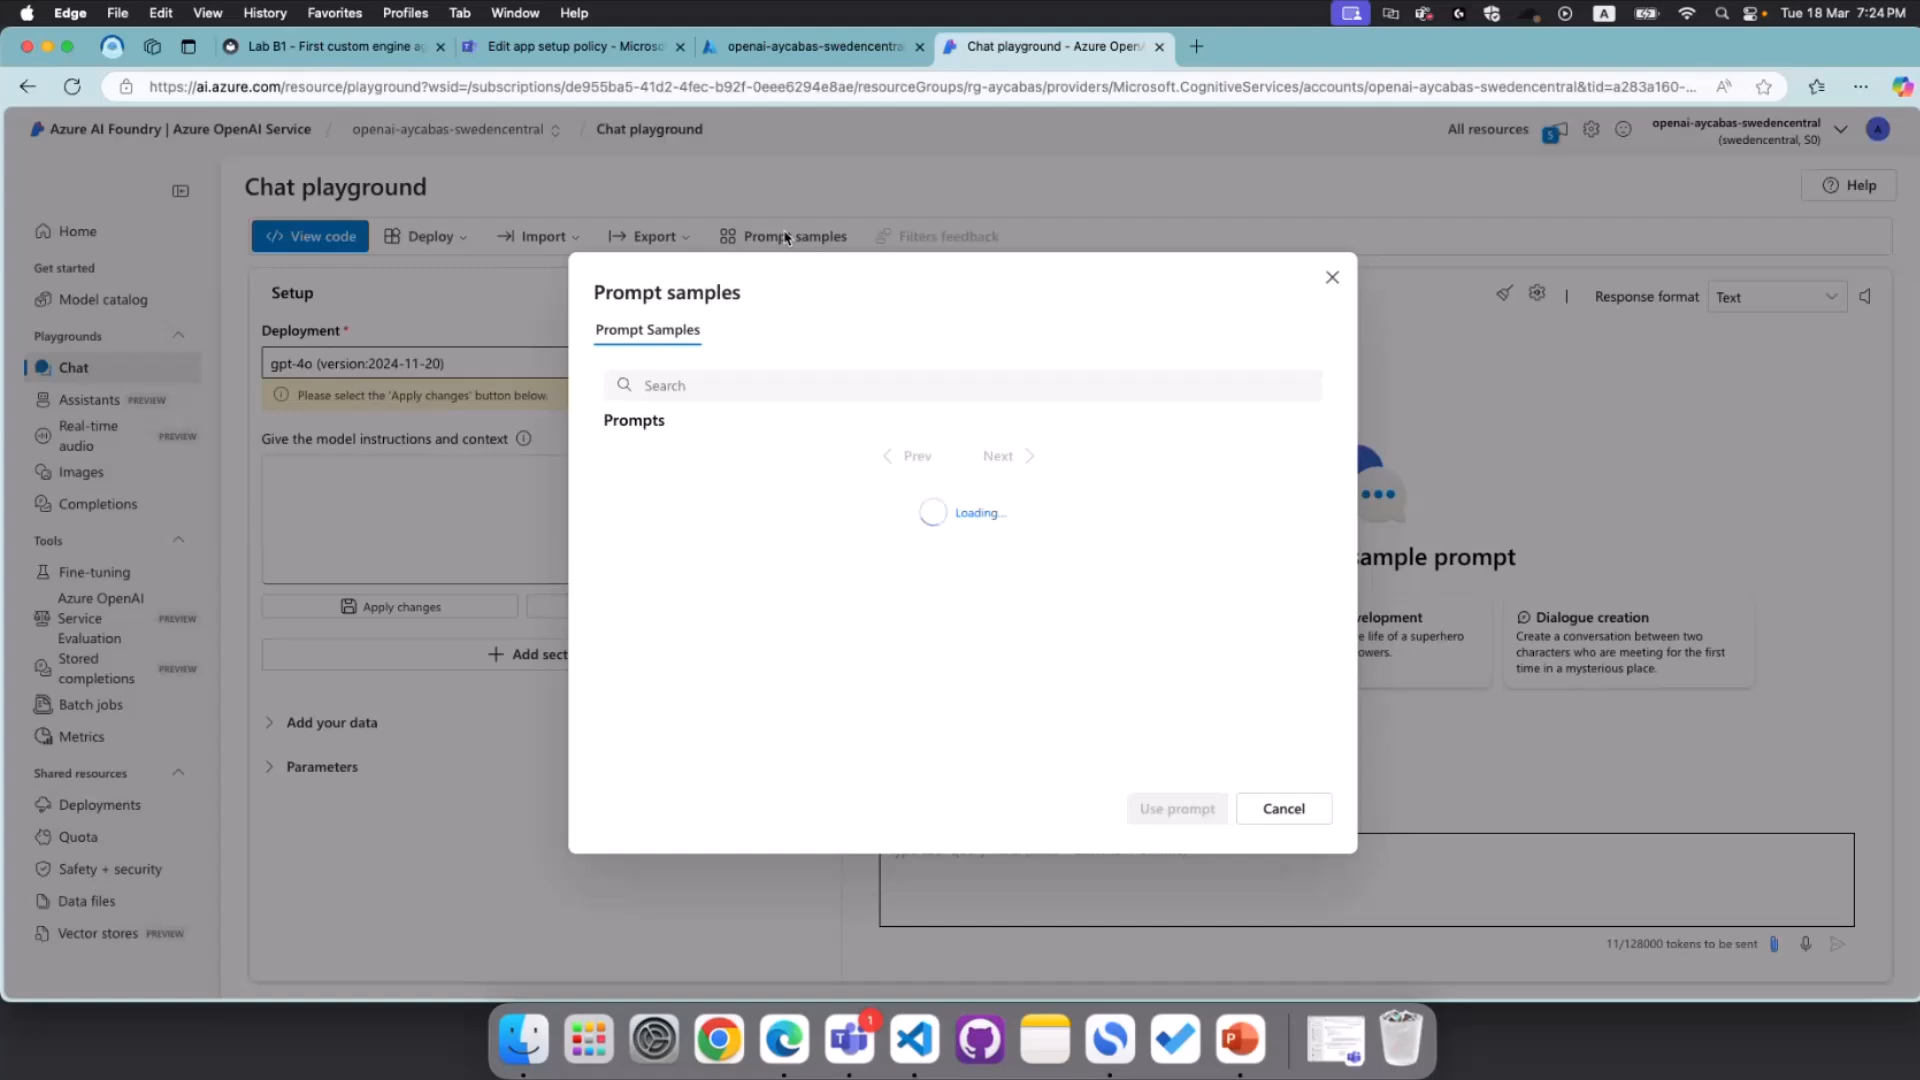 Edge File Edit View History Favorites Profiles Tab Window Help
A Tue 18 Mar 7:24 PM
Lab B1 - First custom engine ag
Edit app setup policy - Microso
openai-aycabas-swedencentra
Chat playground - Azure OpenA
https://ai.azure.com/resource/playground?wsid=/subscriptions/de955ba5-41d2-4fec-b92f-0eee6294e8ae/resourceGroups/rg-aycabas/providers/Microsoft.CognitiveServices/accounts/openai-aycabas-swedencentral&tid=a283a160-...
Azure AI Foundry | Azure OpenAI Service / openai-aycabas-swedencentral / Chat playground
All resources
5
openai-aycabas-swedencentral
(swedencentral, S0)
A
Chat playground
Help
View code
Deploy
Import
Export
Prompt samples
Filters feedback
Home
Get started
Model catalog
Playgrounds
Chat
Assistants PREVIEW
Real-time audio PREVIEW
Images
Completions
Tools
Fine-tuning
Azure OpenAI Service Evaluation PREVIEW
Stored completions PREVIEW
Batch jobs
Metrics
Shared resources
Deployments
Quota
Safety + security
Data files
Vector stores PREVIEW
Setup
Deployment *
gpt-4o (version:2024-11-20)
Please select the 'Apply changes' button below.
Give the model instructions and context
Apply changes
Add sect
Add your data
Parameters
Prompt samples
Prompt Samples
Search
Prompts
Prev
Next
Loading...
Use prompt
Cancel
Response format
Text
ample prompt
velopment
e life of a superhero
owers.
Dialogue creation
Create a conversation between two
characters who are meeting for the first
time in a mysterious place.
11/128000 tokens to be sent
1